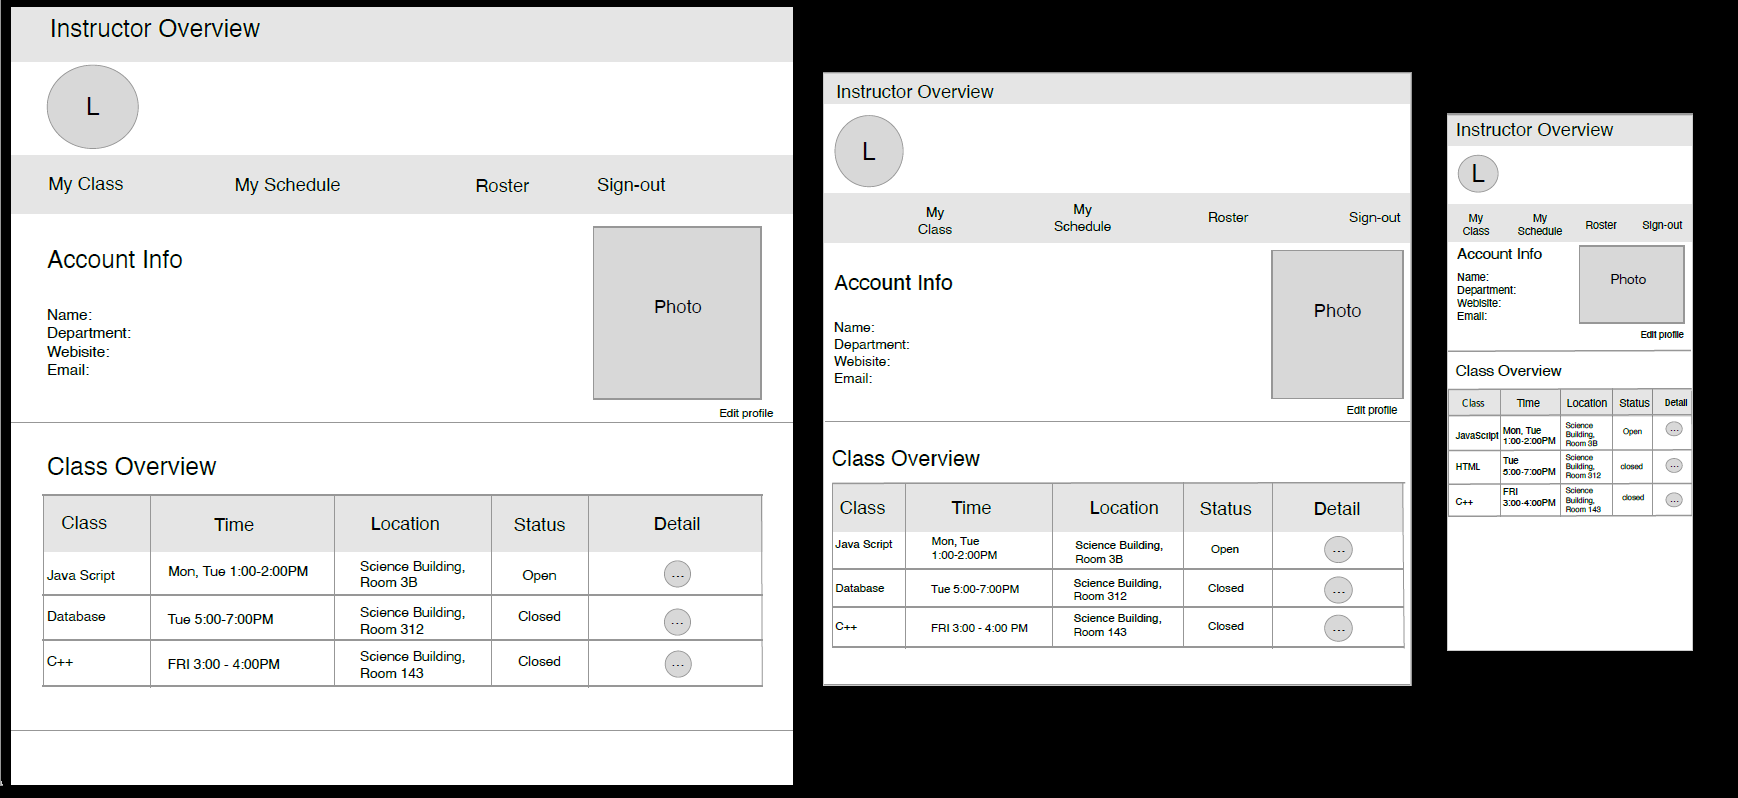 Instructor Overview
L
My Class My Schedule Roster Sign-out
Account Info
Photo
Name:
Department:
Webisite:
Email:
Edit profile
Class Overview
Class Time Location Status Detail
Java Script Mon, Tue 1:00-2:00PM Science Building, Room 3B Open ...
Database Tue 5:00-7:00PM Science Building, Room 312 Closed ...
C++ FRI 3:00 - 4:00PM Science Building, Room 143 Closed ...
Instructor Overview
L
My Class My Schedule Roster Sign-out
Account Info
Photo
Name:
Department:
Webisite:
Email:
Edit profile
Class Overview
Class Time Location Status Detail
Java Script Mon, Tue 1:00-2:00PM Science Building, Room 3B Open ...
Database Tue 5:00-7:00PM Science Building, Room 312 Closed ...
C++ FRI 3:00 - 4:00 PM Science Building, Room 143 Closed ...
Instructor Overview
L
My Class My Schedule Roster Sign-out
Account Info
Photo
Name:
Department:
Webisite:
Email:
Edit profile
Class Overview
Class Time Location Status Detail
JavaScript Mon, Tue 1:00-2:00PM Science Building, Room 3B Open ...
HTML Tue 5:00-7:00PM Science Building, Room 312 closed ...
C++ FRI 3:00-4:00PM Science Building, Room 143 closed ...